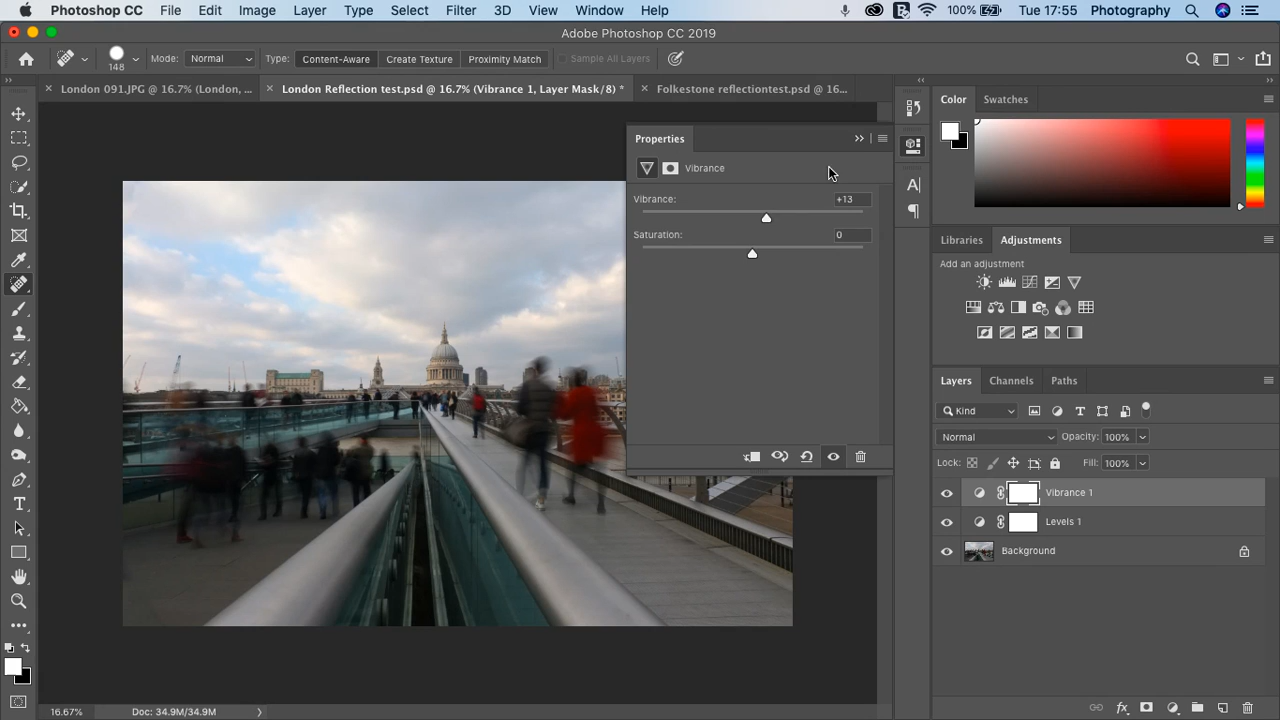 Photoshop CC File Edit Image Layer Type Select Filter 3D View Window Help 100% Tue 17:55 Photography
Adobe Photoshop CC 2019
148 Mode: Normal Type: Content-Aware Create Texture Proximity Match Sample All Layers
London 091.JPG @ 16.7% (London, ... London Reflection test.psd @ 16.7% (Vibrance 1, Layer Mask/8) * Folkestone reflectiontest.psd @ 16...
Properties
Vibrance
Vibrance: +13
Saturation: 0
Color Swatches
Libraries Adjustments
Add an adjustment
Layers Channels Paths
Kind
Normal Opacity: 100%
Lock: Fill: 100%
Vibrance 1
Levels 1
Background
16.67% Doc: 34.9M/34.9M